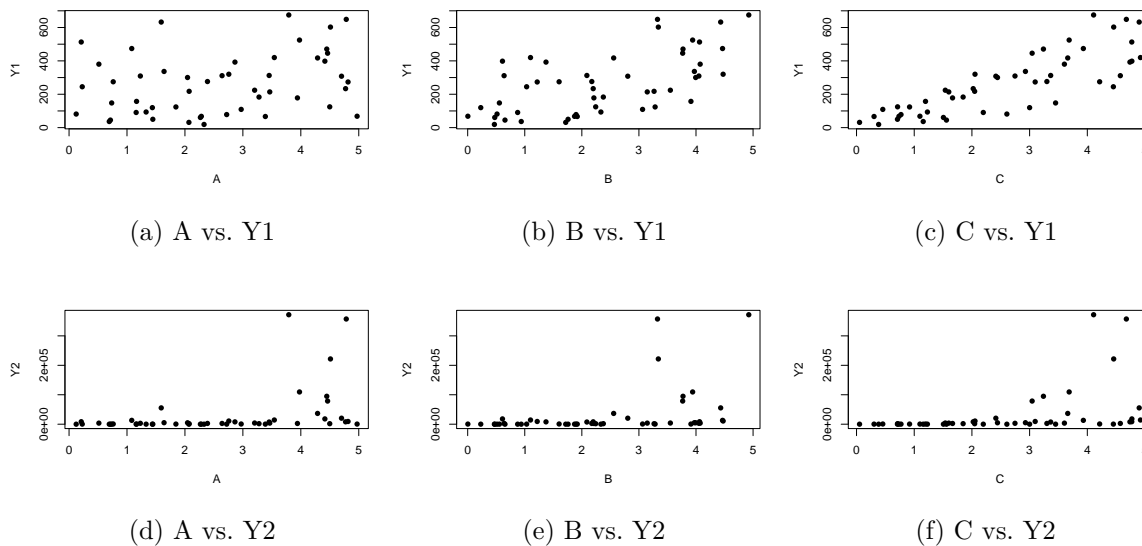 Y1
0 200 400 600
0 1 2 3 4 5
A
(a) A vs. Y1
Y1
0 200 400 600
0 1 2 3 4 5
B
(b) B vs. Y1
Y1
0 200 400 600
0 1 2 3 4
C
(c) C vs. Y1
Y2
0e+00 2e+05
0 1 2 3 4 5
A
(d) A vs. Y2
Y2
0e+00 2e+05
0 1 2 3 4 5
B
(e) B vs. Y2
Y2
0e+00 2e+05
0 1 2 3 4
C
(f) C vs. Y2